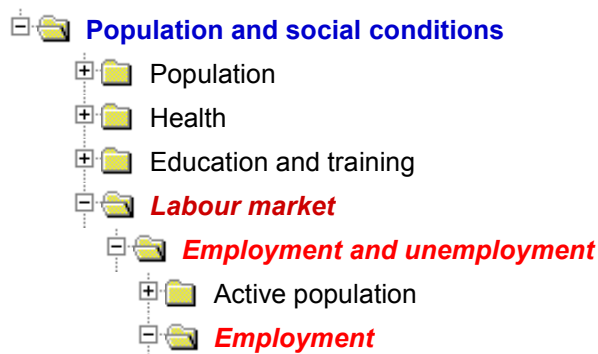 Population and social conditions
Population
Health
Education and training
Labour market
Employment and unemployment
Active population
Employment